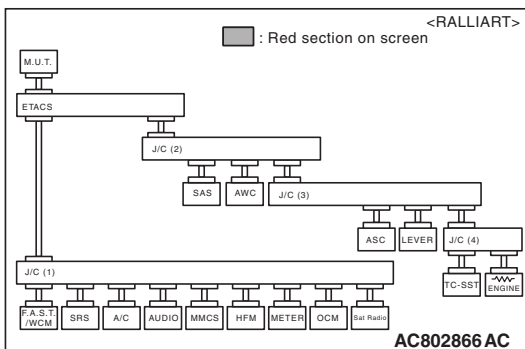 <RALLIART>
: Red section on screen
M.U.T.
ETACS
J/C (2)
SAS
AWC
J/C (3)
ASC
LEVER
J/C (4)
TC-SST
ENGINE
J/C (1)
F.A.S.T.
/WCM
SRS
A/C
AUDIO
MMCS
HFM
METER
OCM
Sat Radio
AC802866 AC